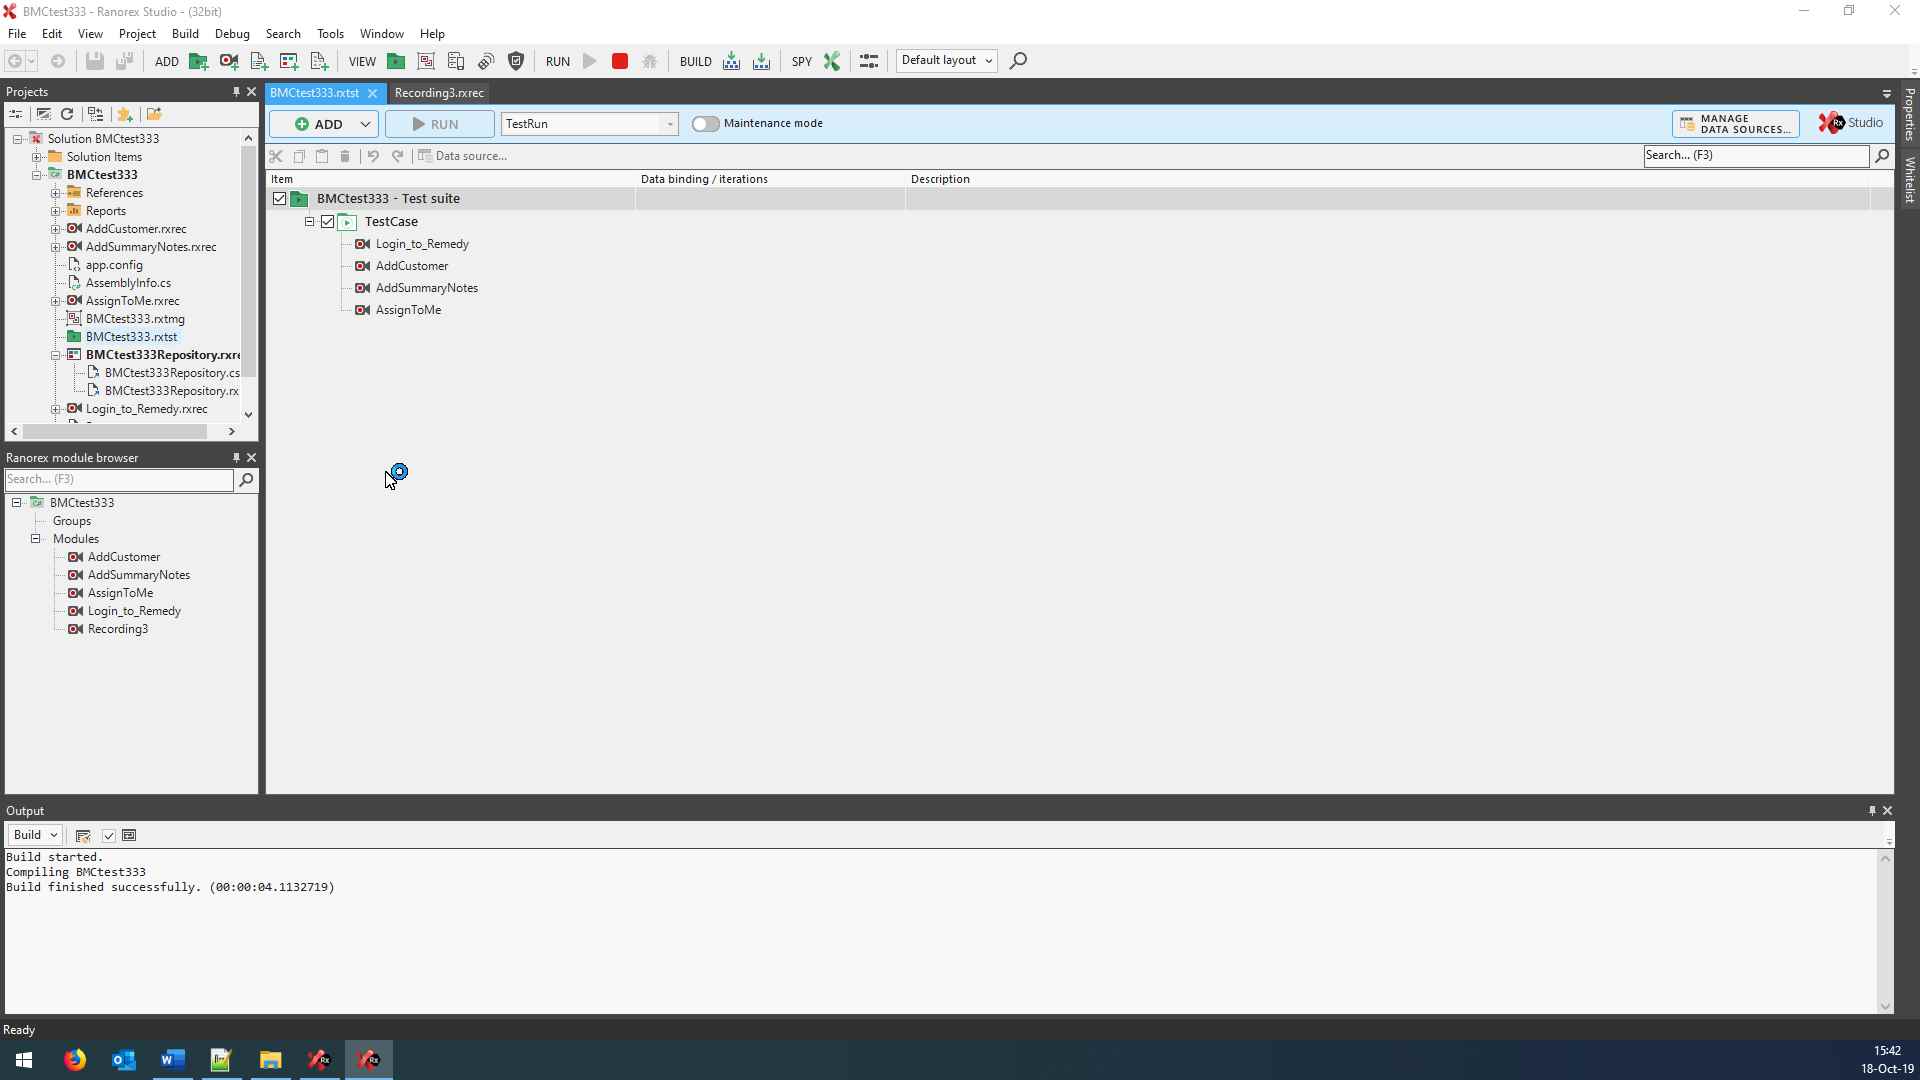 BMCtest333 - Ranorex Studio - (32bit)
File Edit View Project Build Debug Search Tools Window Help
ADD VIEW RUN BUILD SPY Default layout
Projects
Solution BMCtest333
Solution Items
BMCtest333
References
Reports
AddCustomer.rxrec
AddSummaryNotes.rxrec
app.config
AssemblyInfo.cs
AssignToMe.rxrec
BMCtest333.rxtmg
BMCtest333.rxtst
BMCtest333Repository.rxre
BMCtest333Repository.cs
BMCtest333Repository.rx
Login_to_Remedy.rxrec
Ranorex module browser
Search... (F3)
BMCtest333
Groups
Modules
AddCustomer
AddSummaryNotes
AssignToMe
Login_to_Remedy
Recording3
BMCtest333.rxtst Recording3.rxrec
ADD RUN TestRun Maintenance mode
MANAGE
DATA SOURCES...
Rx Studio
Data source...
Search... (F3)
Item Data binding / iterations Description
BMCtest333 - Test suite
TestCase
Login_to_Remedy
AddCustomer
AddSummaryNotes
AssignToMe
Properties
Whitelist
Output
Build
Build started.
Compiling BMCtest333
Build finished successfully. (00:00:04.1132719)
Ready
15:42
18-Oct-19